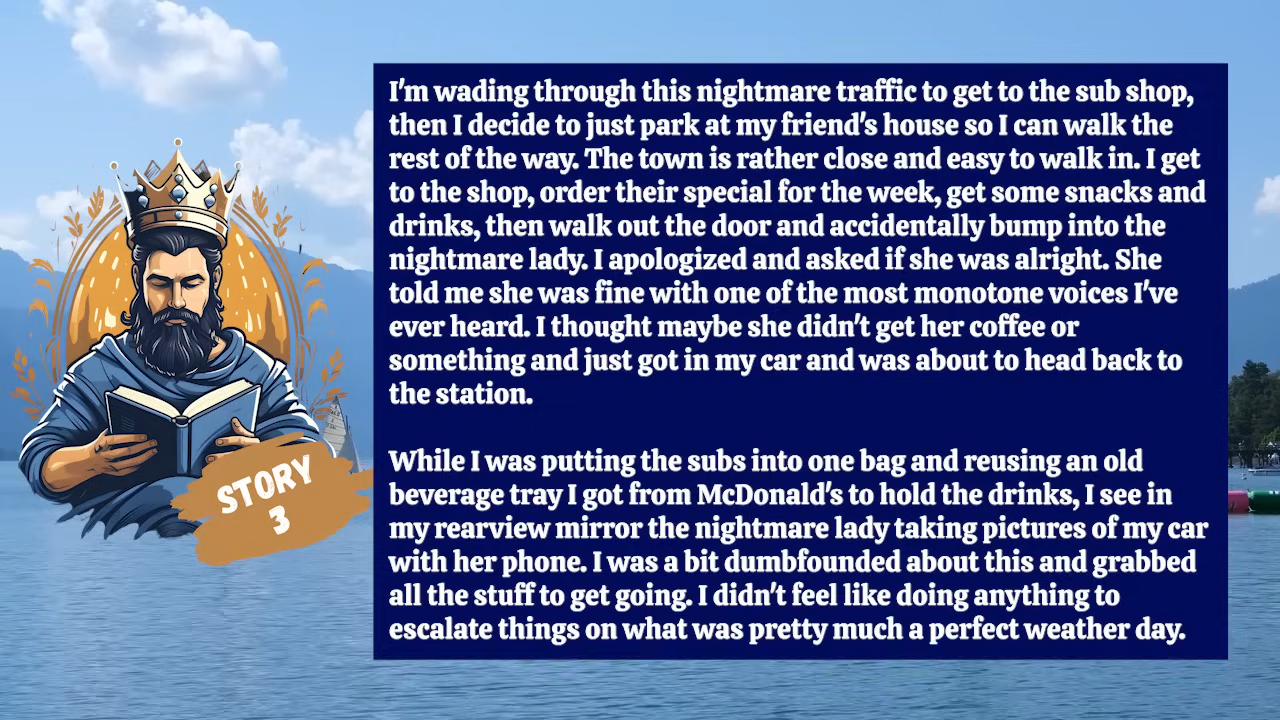 I'm wading through this nightmare traffic to get to the sub shop,
then I decide to just park at my friend's house so I can walk the
rest of the way. The town is rather close and easy to walk in. I get
to the shop, order their special for the week, get some snacks and
drinks, then walk out the door and accidentally bump into the
nightmare lady. I apologized and asked if she was alright. She
told me she was fine with one of the most monotone voices I've
ever heard. I thought maybe she didn't get her coffee or
something and just got in my car and was about to head back to
the station.
While I was putting the subs into one bag and reusing an old
beverage tray I got from McDonald's to hold the drinks, I see in
my rearview mirror the nightmare lady taking pictures of my car
with her phone. I was a bit dumbfounded about this and grabbed
all the stuff to get going. I didn't feel like doing anything to
escalate things on what was pretty much a perfect weather day.
STORY
3